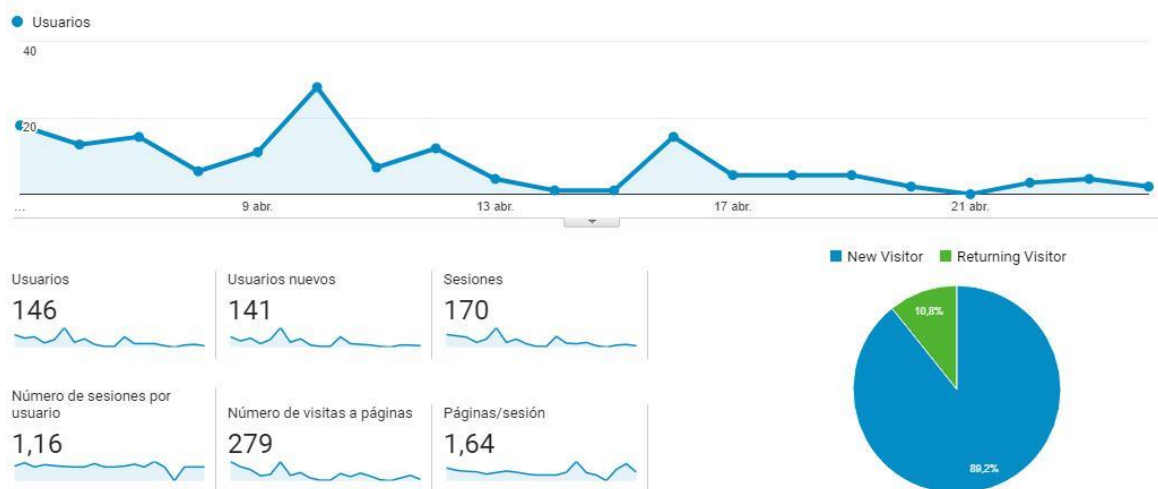 Usuarios
40
20
...
9 abr.
13 abr.
17 abr.
21 abr.
New Visitor
Returning Visitor
Usuarios
146
Usuarios nuevos
141
Sesiones
170
Número de sesiones por
usuario
1,16
Número de visitas a páginas
279
Páginas/sesión
1,64
10,8%
89,2%